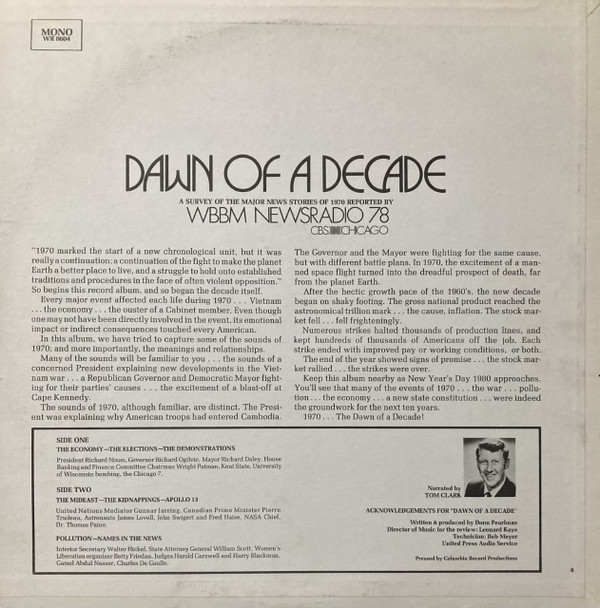 MONO
WR 8604
DAWN OF A DECADE
A SURVEY OF THE MAJOR NEWS STORIES OF 1970 REPORTED BY
WBBM NEWSRADIO 78
CBS CHICAGO
"1970 marked the start of a new chronological unit, but it was
really a continuation; a continuation of the fight to make the planet
Earth a better place to live, and a struggle to hold onto established
traditions and procedures in the face of often violent opposition."
So begins this record album, and so began the decade itself.
Every major event affected each life during 1970 . . . Vietnam
. . . the economy . . . the ouster of a Cabinet member. Even though
one may not have been directly involved in the event, its emotional
impact or indirect consequences touched every American.
In this album, we have tried to capture some of the sounds of
1970; and more importantly, the meanings and relationships.
Many of the sounds will be familiar to you . . . the sounds of a
concerned President explaining new developments in the Viet-
nam war . . . a Republican Governor and Democratic Mayor fight-
ing for their parties' causes . . . the excitement of a blast-off at
Cape Kennedy.
The sounds of 1970, although familiar, are distinct. The Presi-
ent was explaining why American troops had entered Cambodia.
The Governor and the Mayor were fighting for the same cause,
but with different battle plans. In 1970, the excitement of a man-
ned space flight turned into the dreadful prospect of death, far
from the planet Earth.
After the hectic growth pace of the 1960's, the new decade
began on shaky footing. The gross national product reached the
astronomical trillion mark . . . the cause, inflation. The stock mar-
ket fell . . . fell frighteningly.
Numerous strikes halted thousands of production lines, and
kept hundreds of thousands of Americans off the job. Each
strike ended with improved pay or working conditions, or both.
The end of the year showed signs of promise . . . the stock mar-
ket rallied . . . the strikes were over.
Keep this album nearby as New Year's Day 1980 approaches.
You'll see that many of the events of 1970 . . . the war . . . pollu-
tion . . . the economy . . . a new state constitution . . . were indeed
the groundwork for the next ten years.
1970 . . . The Dawn of a Decade!
SIDE ONE
THE ECONOMY—THE ELECTIONS—THE DEMONSTRATIONS
President Richard Nixon, Governor Richard Ogilvie, Mayor Richard Daley, House
Banking and Finance Committee Chairman Wright Patman, Kent State, University
of Wisconsin bombing, the Chicago 7.
SIDE TWO
THE MIDEAST—THE KIDNAPPINGS—APOLLO 13
United Nations Mediator Gunnar Jarring, Canadian Prime Minister Pierre
Trudeau, Astronauts James Lovell, John Swigert and Fred Haise, NASA Chief,
Dr. Thomas Paine.
POLLUTION—NAMES IN THE NEWS
Interior Secretary Walter Hickel, State Attorney General William Scott, Women's
Liberation organizer Betty Friedan, Judges Harold Carswell and Harry Blackmun,
Gamal Abdul Nasser, Charles De Gaulle.
Narrated by
TOM CLARK
ACKNOWLEDGEMENTS FOR "DAWN OF A DECADE"
Written & produced by Donn Pearlman
Director of Music for the review: Leonard Kaye
Technician: Bob Meyer
United Press Audio Service
Pressed by Columbia Record Productions
4